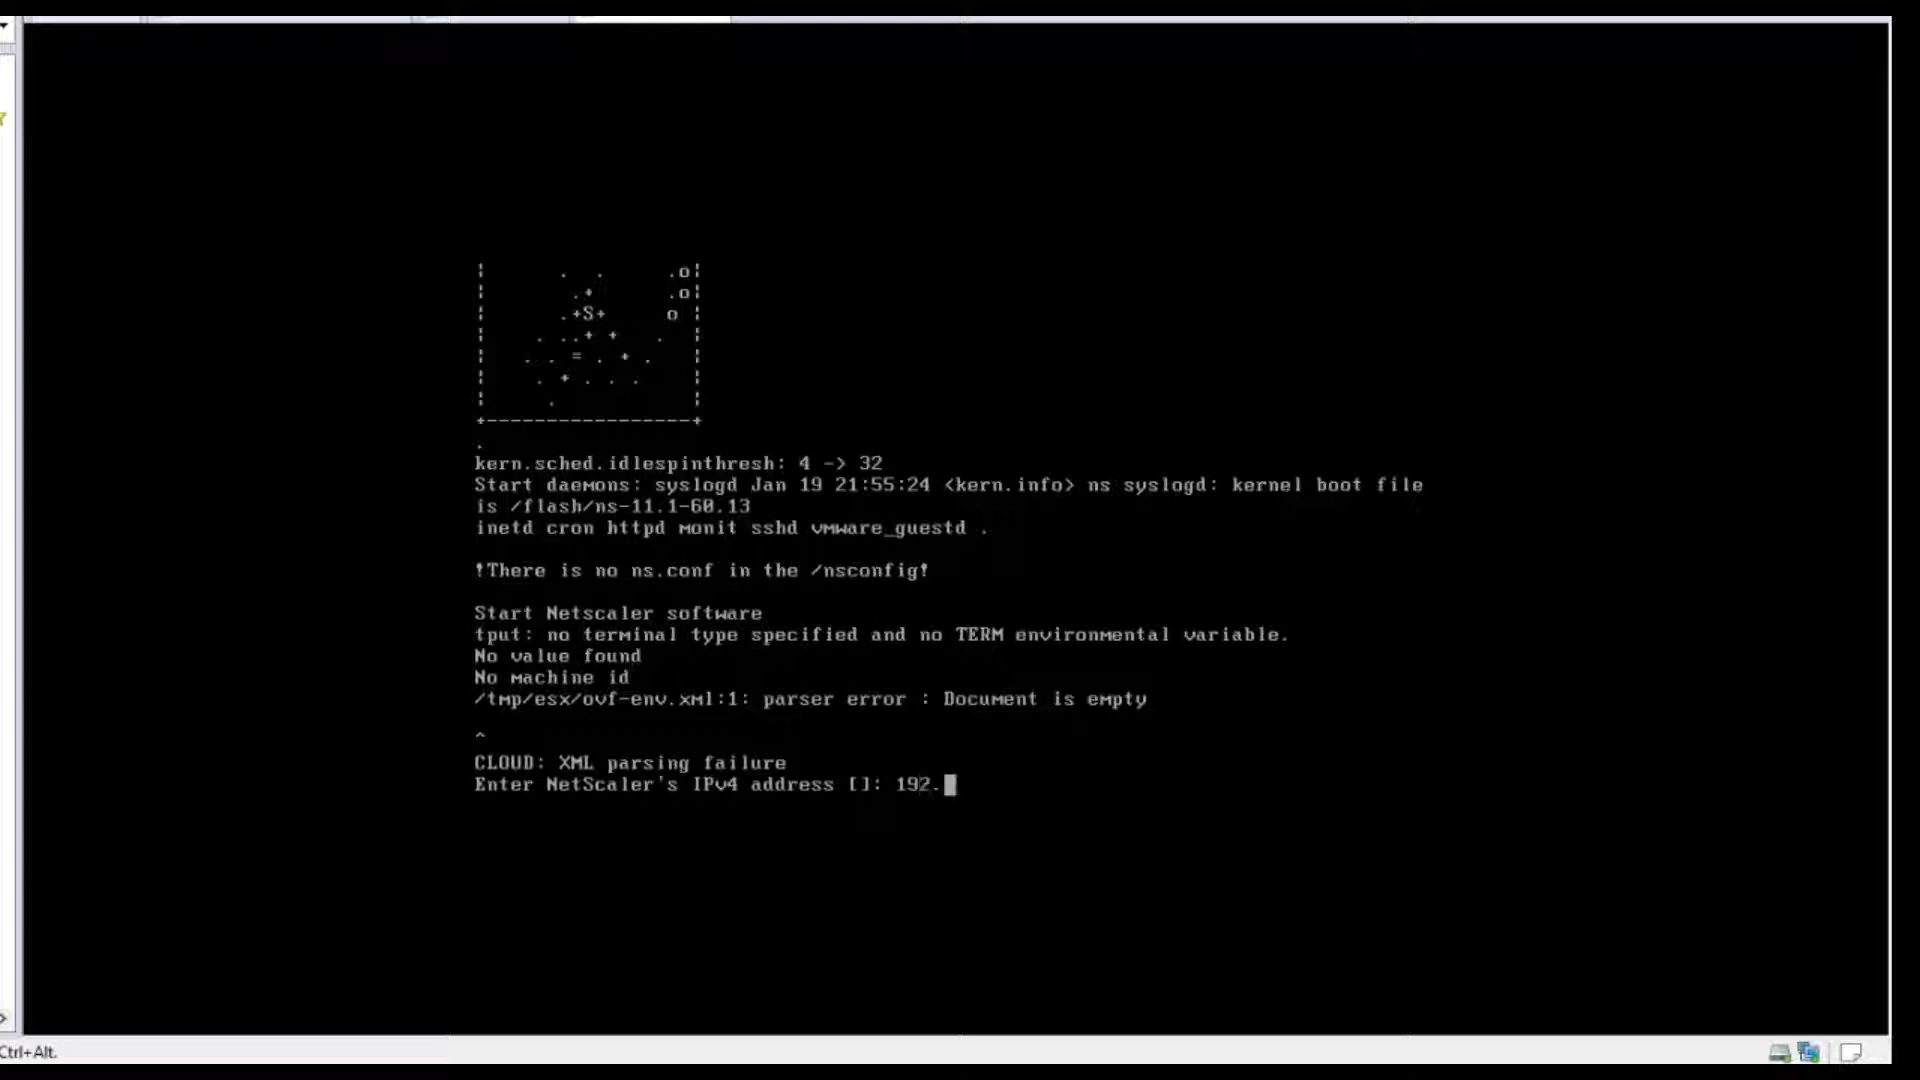 ¦      .  .     .o¦
¦       .+      .o¦
¦      .+S+     o ¦
¦    . ..+ +   .  ¦
¦   . . = . + .   ¦
¦    . + . . .    ¦
¦     .           ¦
+-----------------+
.
kern.sched.idlespinthresh: 4 -> 32
Start daemons: syslogd Jan 19 21:55:24 <kern.info> ns syslogd: kernel boot file
is /flash/ns-11.1-60.13
inetd cron httpd monit sshd vmware_guestd .
!There is no ns.conf in the /nsconfig!
Start Netscaler software
tput: no terminal type specified and no TERM environmental variable.
No value found
No machine id
/tmp/esx/ovf-env.xml:1: parser error : Document is empty
^
CLOUD: XML parsing failure
Enter NetScaler's IPv4 address []: 192.
Ctrl+Alt.